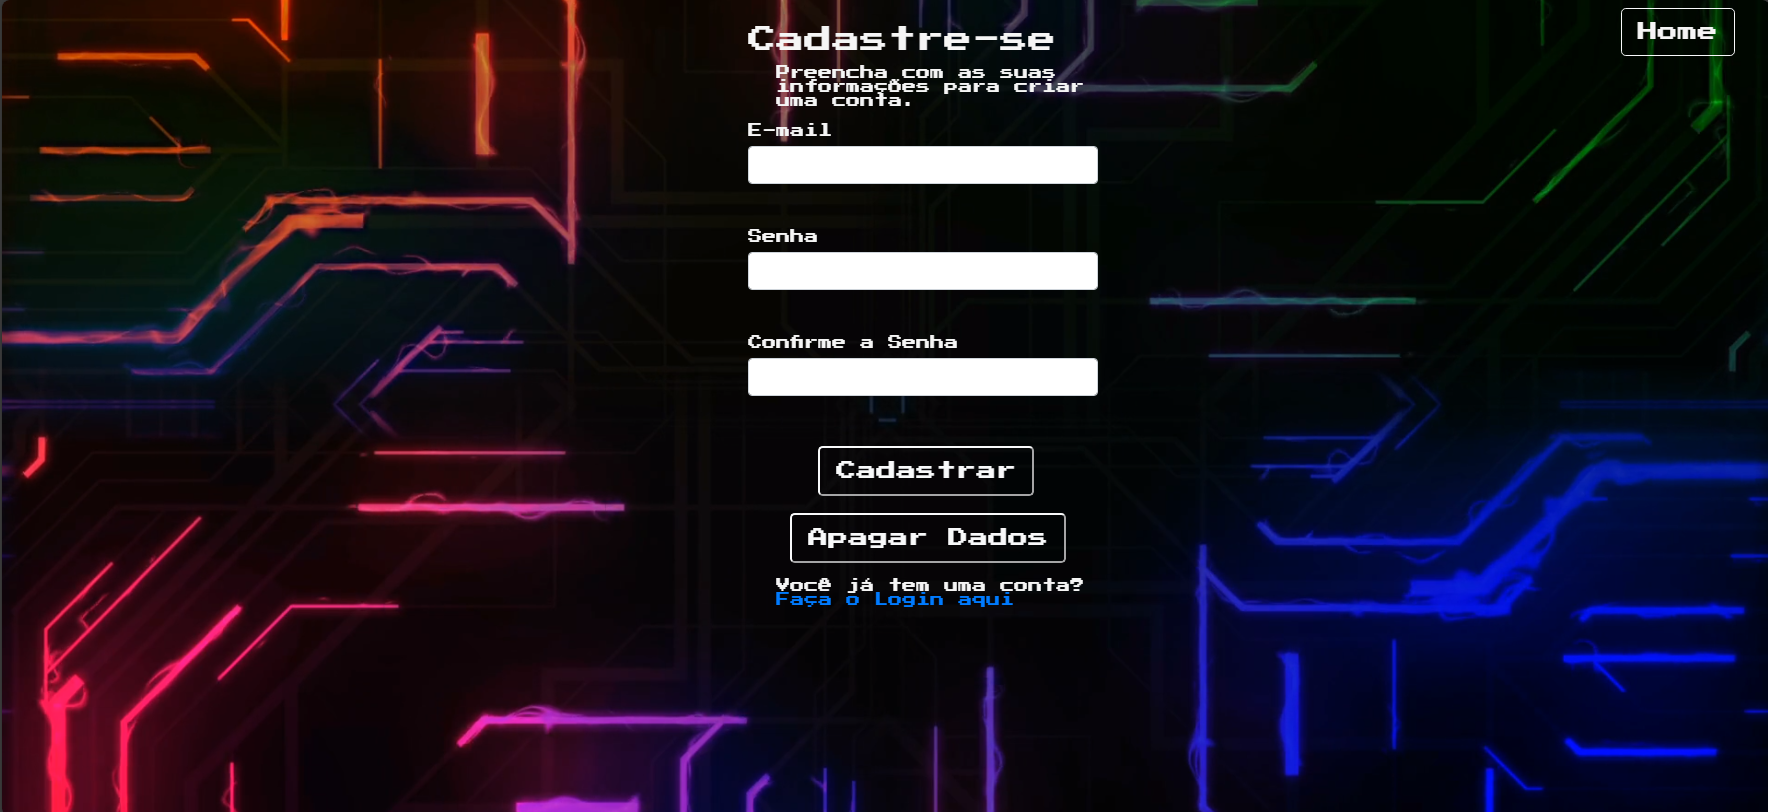 Home
Cadastre-se
Preencha com as suas
informações para criar
uma conta.
E-mail
Senha
Confirme a Senha
Cadastrar
Apagar Dados
Você já tem uma conta?
Faça o Login aqui